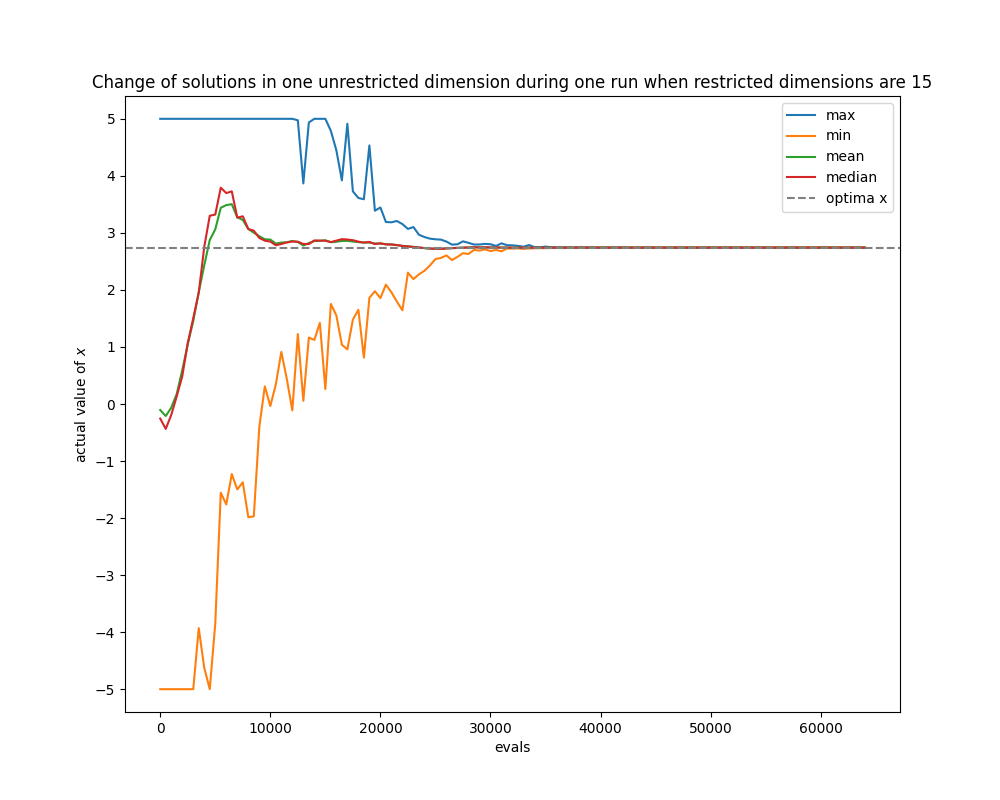 Change of solutions in one unrestricted dimension during one run when restricted dimensions are 15
max
min
mean
median
optima x
actual value of x
5
4
3
2
1
0
−1
−2
−3
−4
−5
0 10000 20000 30000 40000 50000 60000
evals